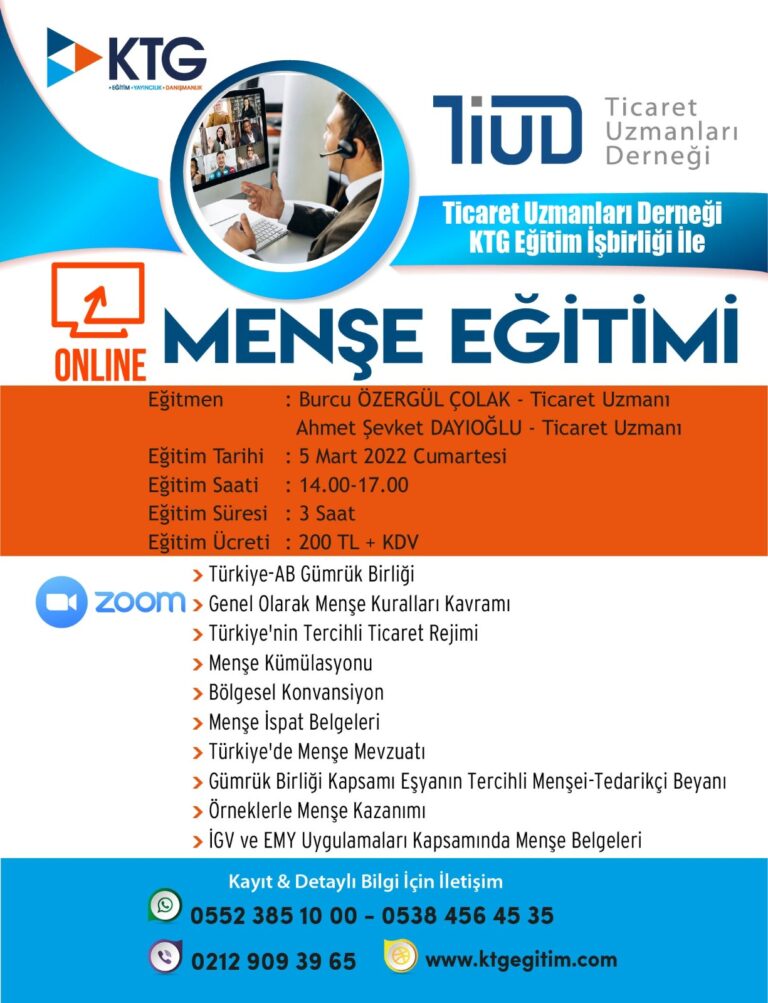 KTG
• EĞİTİM • YAYINCILIK • DANIŞMANLIK
TİUD
Ticaret
Uzmanları
Derneği
Ticaret Uzmanları Derneği
KTG Eğitim İşbirliği İle
ONLINE
MENŞE EĞİTİMİ
Eğitmen : Burcu ÖZERGÜL ÇOLAK - Ticaret Uzmanı
Ahmet Şevket DAYIOĞLU - Ticaret Uzmanı
Eğitim Tarihi : 5 Mart 2022 Cumartesi
Eğitim Saati : 14.00-17.00
Eğitim Süresi : 3 Saat
Eğitim Ücreti : 200 TL + KDV
zoom
Türkiye-AB Gümrük Birliği
Genel Olarak Menşe Kuralları Kavramı
Türkiye'nin Tercihli Ticaret Rejimi
Menşe Kümülasyonu
Bölgesel Konvansiyon
Menşe İspat Belgeleri
Türkiye'de Menşe Mevzuatı
Gümrük Birliği Kapsamı Eşyanın Tercihli Menşei-Tedarikçi Beyanı
Örneklerle Menşe Kazanımı
İGV ve EMY Uygulamaları Kapsamında Menşe Belgeleri
Kayıt & Detaylı Bilgi İçin İletişim
0552 385 10 00 - 0538 456 45 35
0212 909 39 65
www.ktgegitim.com